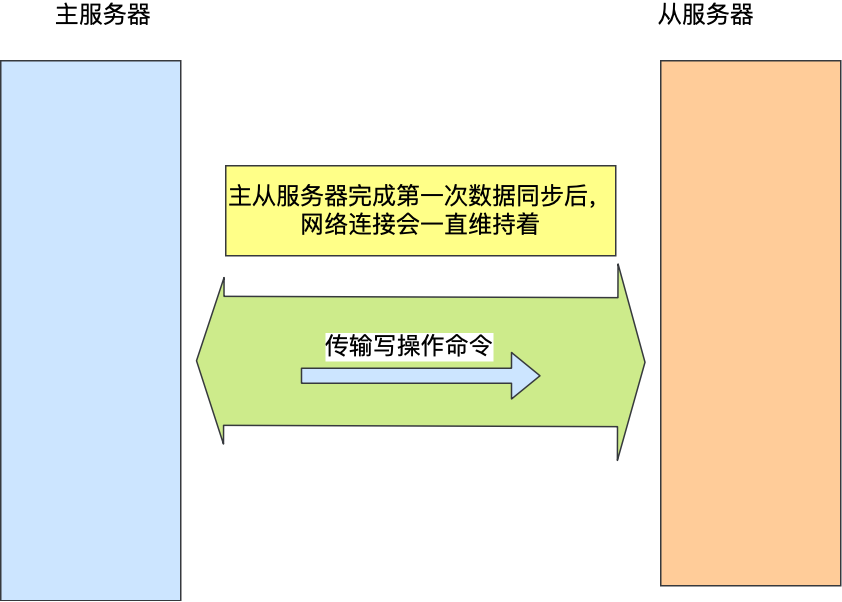 主服务器
从服务器
主从服务器完成第一次数据同步后，
网络连接会一直维持着
传输写操作命令